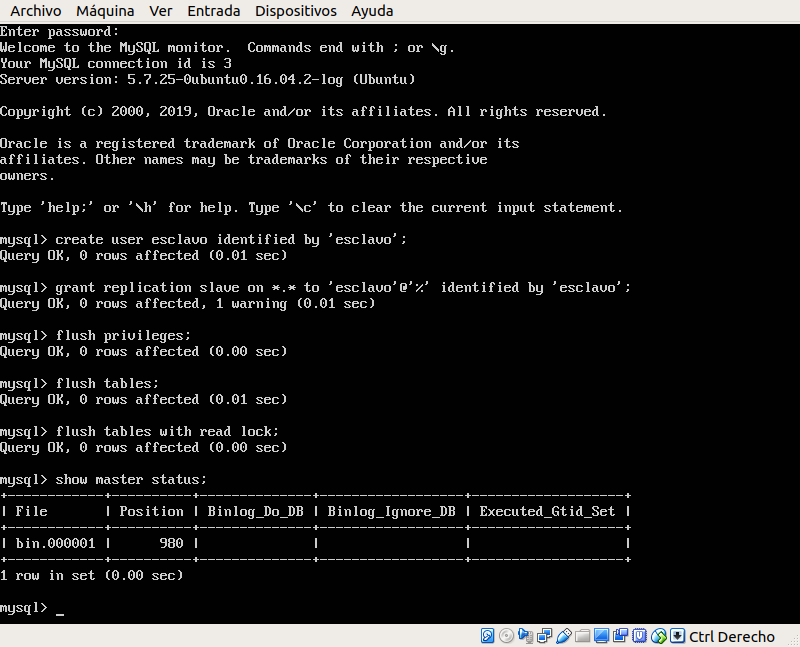 Archivo Máquina Ver Entrada Dispositivos Ayuda
Enter password:
Welcome to the MySQL monitor.  Commands end with ; or \g.
Your MySQL connection id is 3
Server version: 5.7.25-0ubuntu0.16.04.2-log (Ubuntu)

Copyright (c) 2000, 2019, Oracle and/or its affiliates. All rights reserved.

Oracle is a registered trademark of Oracle Corporation and/or its
affiliates. Other names may be trademarks of their respective
owners.

Type 'help;' or '\h' for help. Type '\c' to clear the current input statement.

mysql> create user esclavo identified by 'esclavo';
Query OK, 0 rows affected (0.01 sec)

mysql> grant replication slave on *.* to 'esclavo'@'%' identified by 'esclavo';
Query OK, 0 rows affected, 1 warning (0.01 sec)

mysql> flush privileges;
Query OK, 0 rows affected (0.00 sec)

mysql> flush tables;
Query OK, 0 rows affected (0.01 sec)

mysql> flush tables with read lock;
Query OK, 0 rows affected (0.00 sec)

mysql> show master status;
+------------+----------+--------------+------------------+-------------------+
| File       | Position | Binlog_Do_DB | Binlog_Ignore_DB | Executed_Gtid_Set |
+------------+----------+--------------+------------------+-------------------+
| bin.000001 |      980 |              |                  |                   |
+------------+----------+--------------+------------------+-------------------+
1 row in set (0.00 sec)

mysql> _
Ctrl Derecho